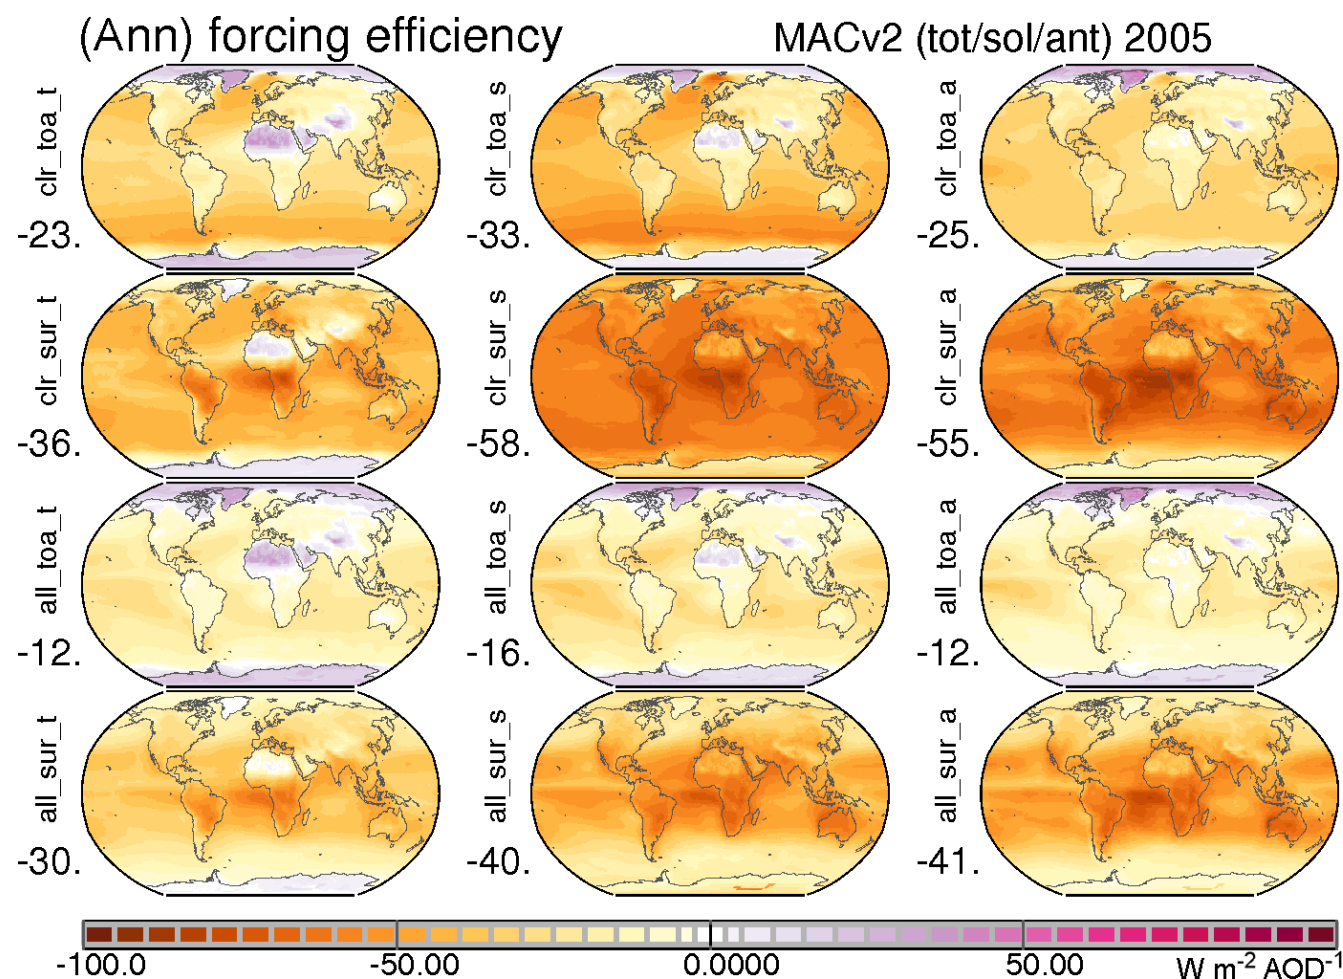 (Ann) forcing efficiency
MACv2 (tot/sol/ant) 2005
clr_toa_t
-23.
clr_toa_s
-33.
clr_toa_a
-25.
clr_sur_t
-36.
clr_sur_s
-58.
clr_sur_a
-55.
all_toa_t
-12.
all_toa_s
-16.
all_toa_a
-12.
all_sur_t
-30.
all_sur_s
-40.
all_sur_a
-41.
-100.0 -50.00 0.0000 50.00 W m⁻² AOD⁻¹